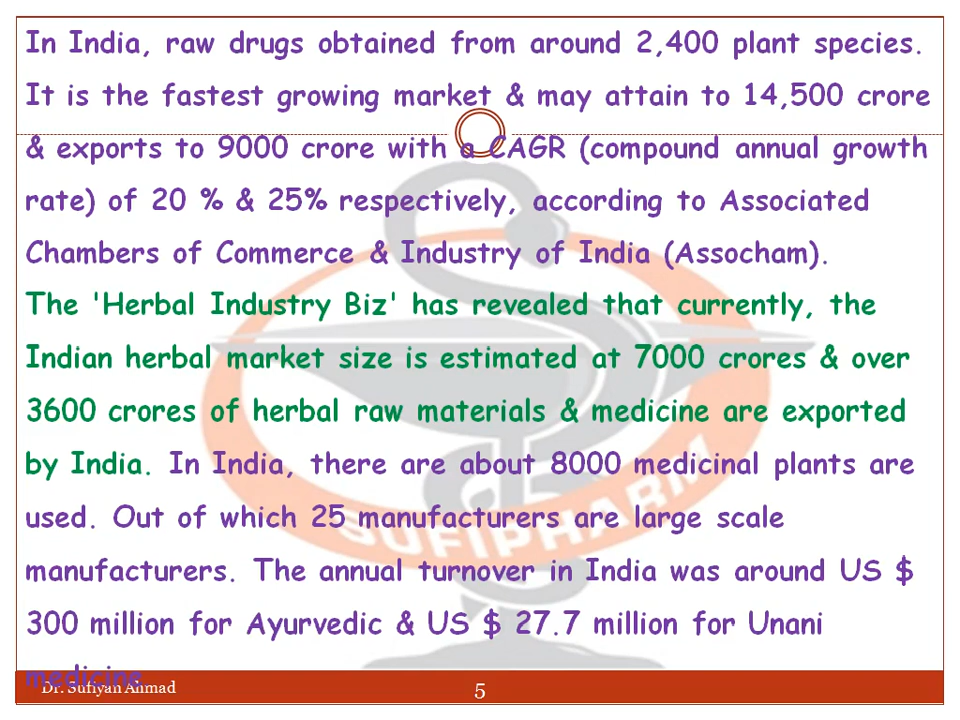 In India, raw drugs obtained from around 2,400 plant species.
It is the fastest growing market & may attain to 14,500 crore
& exports to 9000 crore with a CAGR (compound annual growth
rate) of 20 % & 25% respectively, according to Associated
Chambers of Commerce & Industry of India (Assocham).
The 'Herbal Industry Biz' has revealed that currently, the
Indian herbal market size is estimated at 7000 crores & over
3600 crores of herbal raw materials & medicine are exported
by India. In India, there are about 8000 medicinal plants are
used. Out of which 25 manufacturers are large scale
manufacturers. The annual turnover in India was around US $
300 million for Ayurvedic & US $ 27.7 million for Unani
medicine
SUFIPHARM
Dr. Sufiyan Ahmad
5